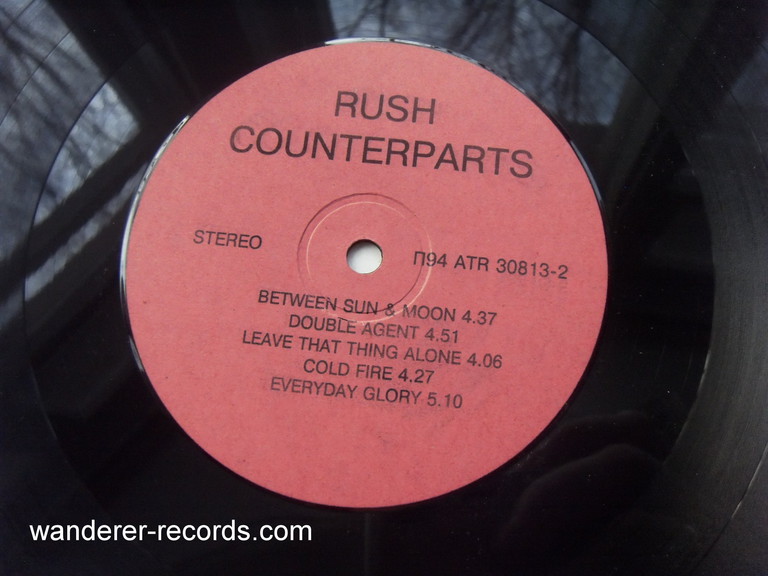 RUSH
COUNTERPARTS
STEREO
П94 ATR 30813-2
BETWEEN SUN & MOON 4.37
DOUBLE AGENT 4.51
LEAVE THAT THING ALONE 4.06
COLD FIRE 4.27
EVERYDAY GLORY 5.10
wanderer-records.com